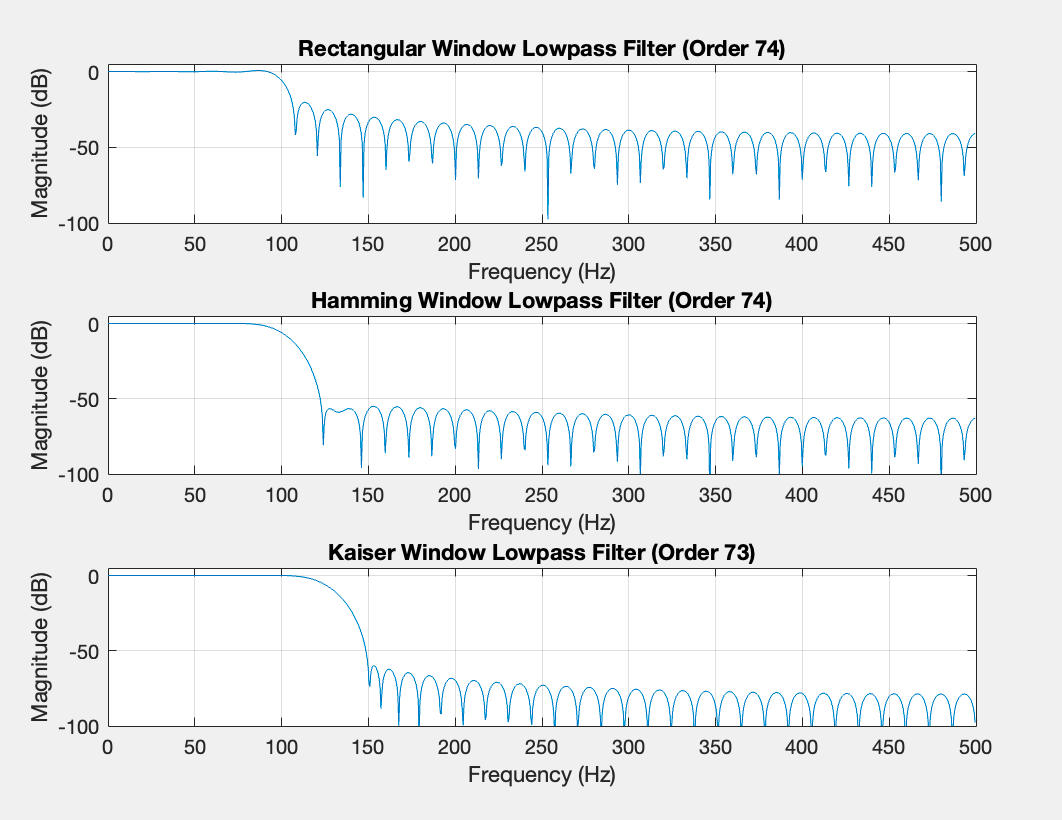 Rectangular Window Lowpass Filter (Order 74)
Magnitude (dB)
0
-50
-100
0 50 100 150 200 250 300 350 400 450 500
Frequency (Hz)
Hamming Window Lowpass Filter (Order 74)
Magnitude (dB)
0
-50
-100
0 50 100 150 200 250 300 350 400 450 500
Frequency (Hz)
Kaiser Window Lowpass Filter (Order 73)
Magnitude (dB)
0
-50
-100
0 50 100 150 200 250 300 350 400 450 500
Frequency (Hz)